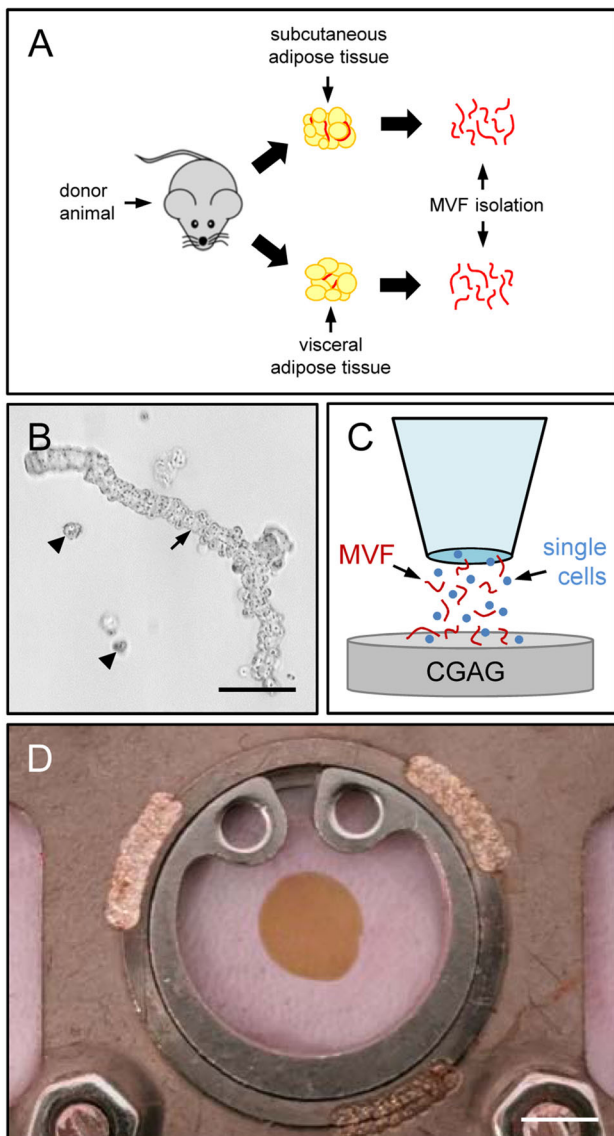 A
subcutaneous
adipose tissue
donor
animal
MVF isolation
visceral
adipose tissue
B
C
MVF
single
cells
CGAG
D